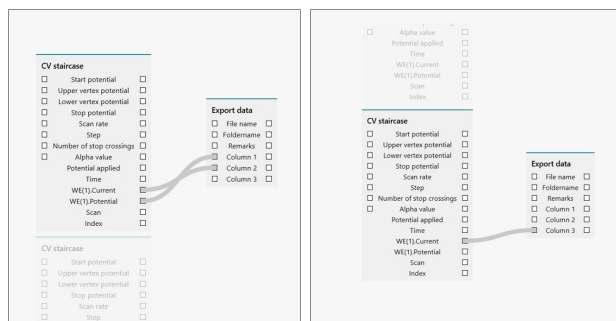 CV staircase
Start potential
Upper vertex potential
Lower vertex potential
Stop potential
Scan rate
Step
Number of stop crossings
Alpha value
Potential applied
Time
WE(1).Current
WE(1).Potential
Scan
Index
Export data
File name
Foldername
Remarks
Column 1
Column 2
Column 3
CV staircase
Start potential
Upper vertex potential
Lower vertex potential
Stop potential
Scan rate
Step
Alpha value
Potential applied
Time
WE(1).Current
WE(1).Potential
Scan
Index
CV staircase
Start potential
Upper vertex potential
Lower vertex potential
Stop potential
Scan rate
Step
Number of stop crossings
Alpha value
Potential applied
Time
WE(1).Current
WE(1).Potential
Scan
Index
Export data
File name
Foldername
Remarks
Column 1
Column 2
Column 3